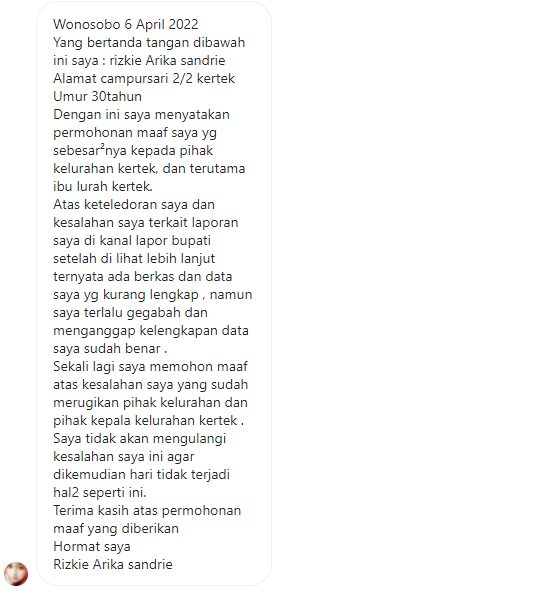 Wonosobo 6 April 2022
Yang bertanda tangan dibawah
ini saya : rizkie Arika sandrie
Alamat campursari 2/2 kertek
Umur 30tahun
Dengan ini saya menyatakan
permohonan maaf saya yg
sebesar²nya kepada pihak
kelurahan kertek, dan terutama
ibu lurah kertek.
Atas keteledoran saya dan
kesalahan saya terkait laporan
saya di kanal lapor bupati
setelah di lihat lebih lanjut
ternyata ada berkas dan data
saya yg kurang lengkap , namun
saya terlalu gegabah dan
menganggap kelengkapan data
saya sudah benar .
Sekali lagi saya memohon maaf
atas kesalahan saya yang sudah
merugikan pihak kelurahan dan
pihak kepala kelurahan kertek .
Saya tidak akan mengulangi
kesalahan saya ini agar
dikemudian hari tidak terjadi
hal2 seperti ini.
Terima kasih atas permohonan
maaf yang diberikan
Hormat saya
Rizkie Arika sandrie